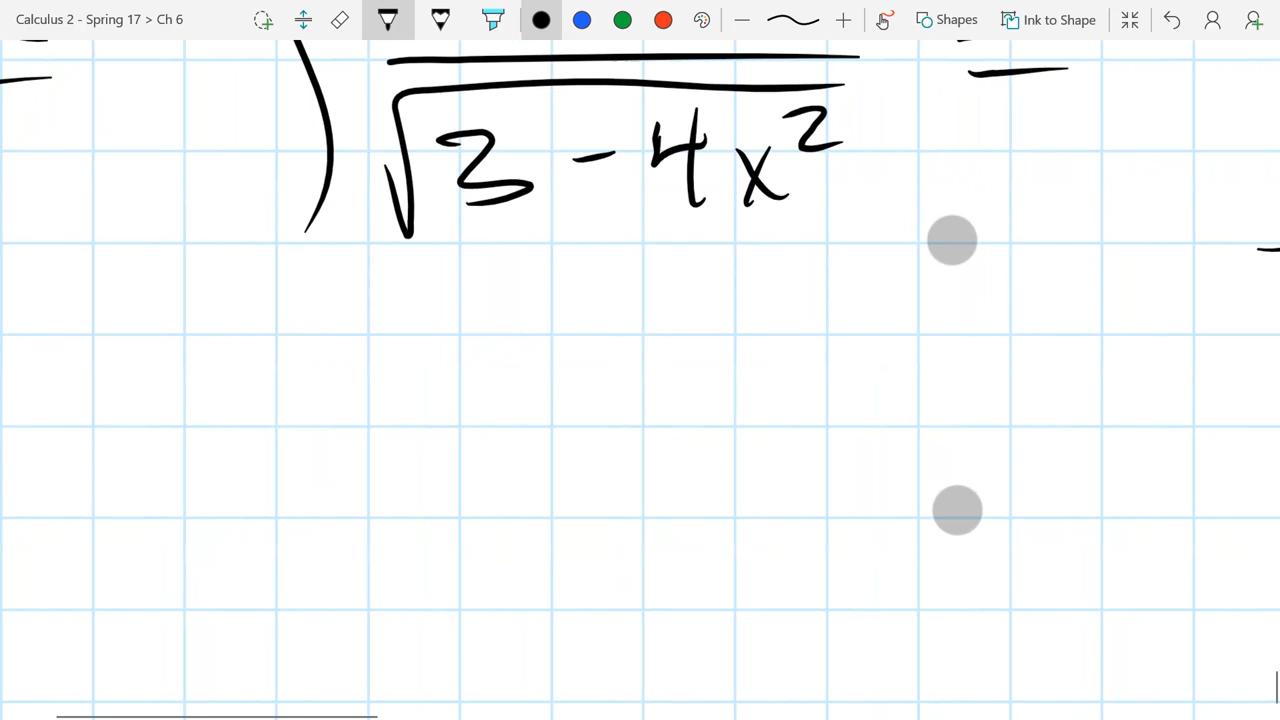 Calculus 2 - Spring 17 > Ch 6
Shapes
Ink to Shape
) √(3 - 4x²)